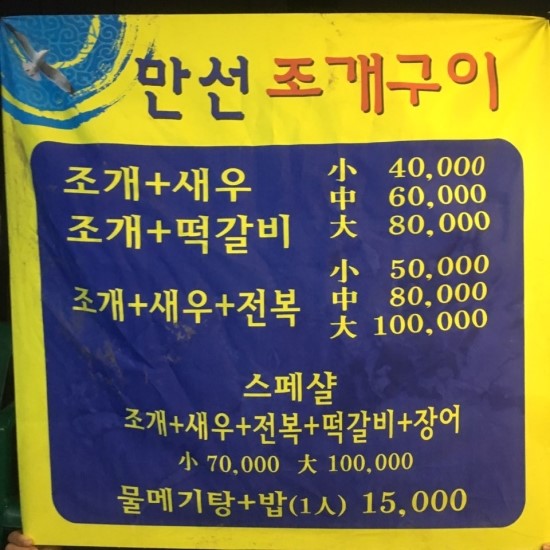 만선 조개구이
조개+새우 小 40,000
中 60,000
조개+떡갈비 大 80,000
小 50,000
조개+새우+전복 中 80,000
大 100,000
스페샬
조개+새우+전복+떡갈비+장어
小 70,000 大 100,000
물메기탕+밥(1人) 15,000